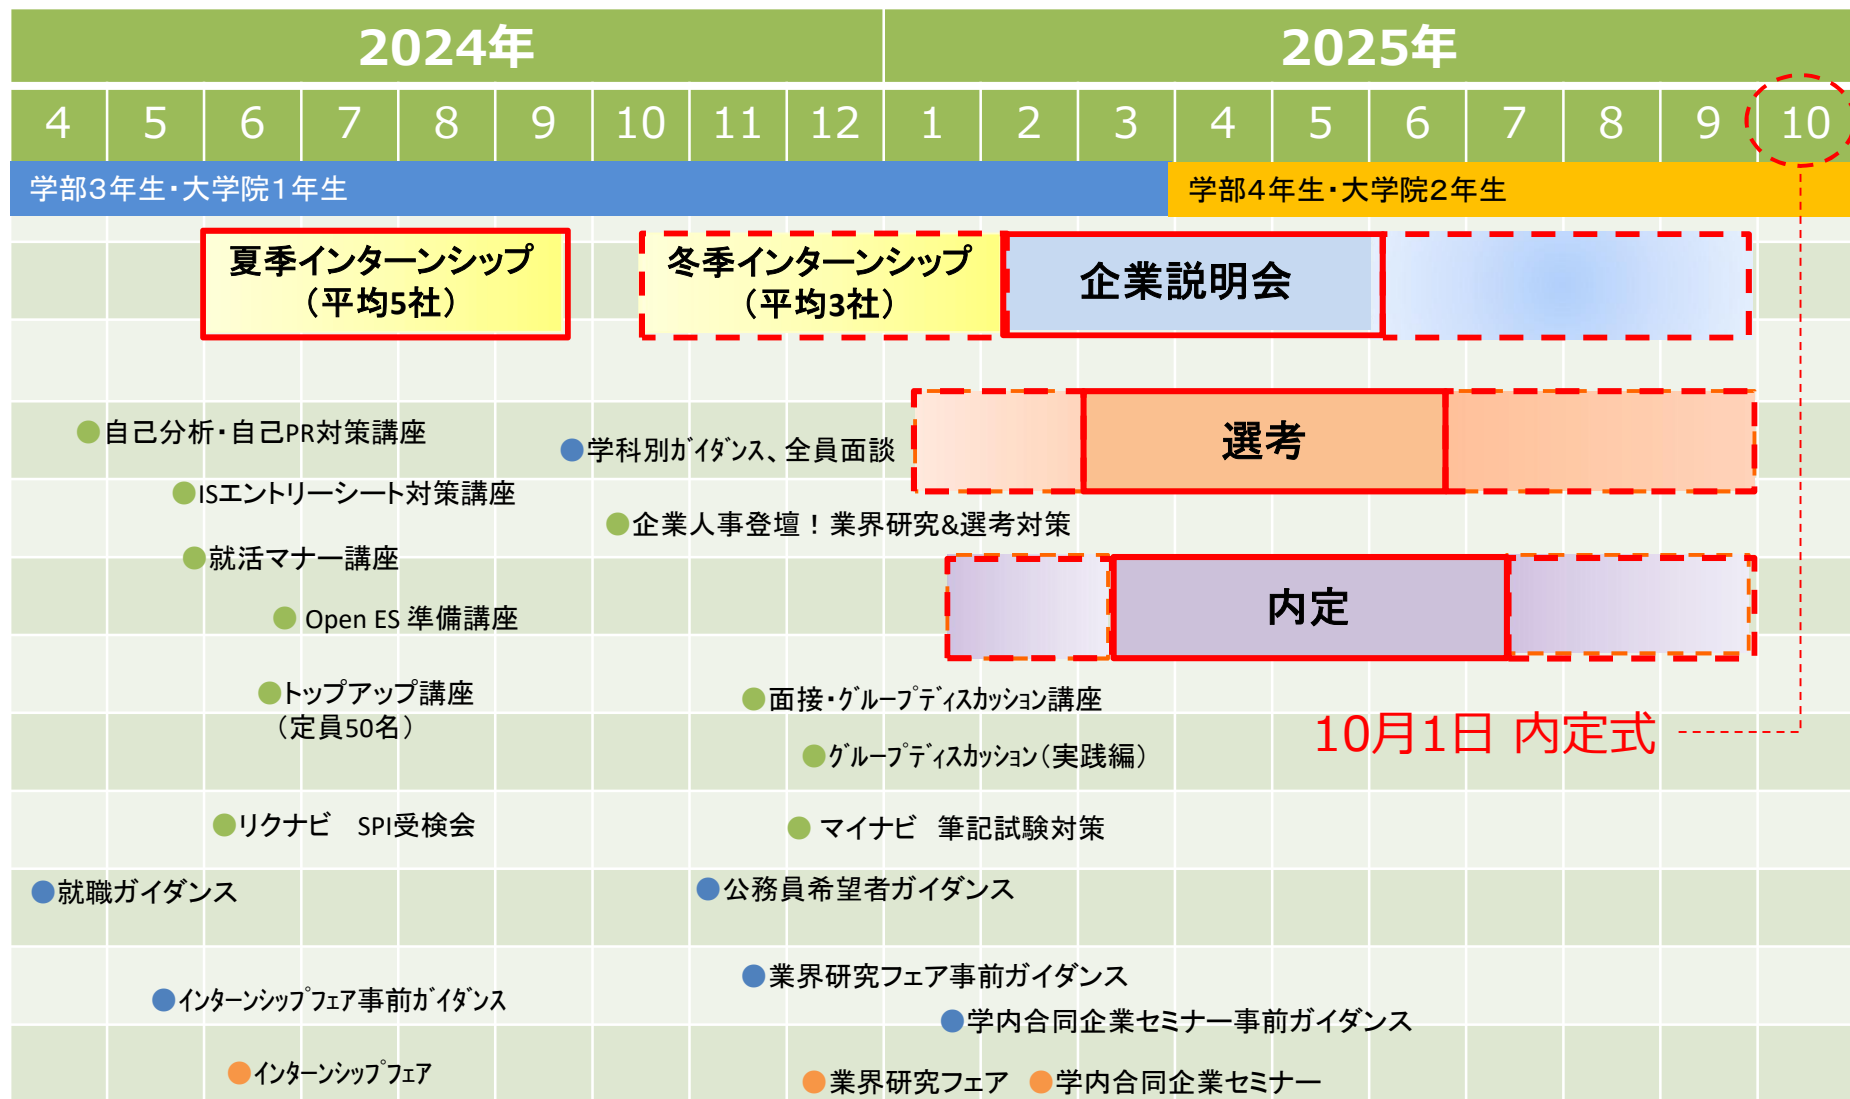 2024年
2025年
4 5 6 7 8 9 10 11 12 1 2 3 4 5 6 7 8 9 10
学部3年生・大学院1年生
学部4年生・大学院2年生
夏季インターンシップ
（平均5社）
冬季インターンシップ
（平均3社）
企業説明会
選考
自己分析・自己PR対策講座
学科別ｶﾞｲﾀﾞﾝｽ、全員面談
ISエントリーシート対策講座
企業人事登壇！業界研究&選考対策
就活マナー講座
内定
Open ES 準備講座
トップアップ講座
（定員50名）
面接・ｸﾞﾙｰﾌﾟﾃﾞｨｽｶｯｼｮﾝ講座
10月1日 内定式
ｸﾞﾙｰﾌﾟﾃﾞｨｽｶｯｼｮﾝ（実践編）
リクナビ　SPI受検会
マイナビ　筆記試験対策
就職ガイダンス
公務員希望者ガイダンス
業界研究フェア事前ガイダンス
ｲﾝﾀｰﾝｼｯﾌﾟﾌｪｱ事前ｶﾞｲﾀﾞﾝｽ
学内合同企業セミナー事前ガイダンス
ｲﾝﾀｰﾝｼｯﾌﾟﾌｪｱ
業界研究フェア
学内合同企業セミナー